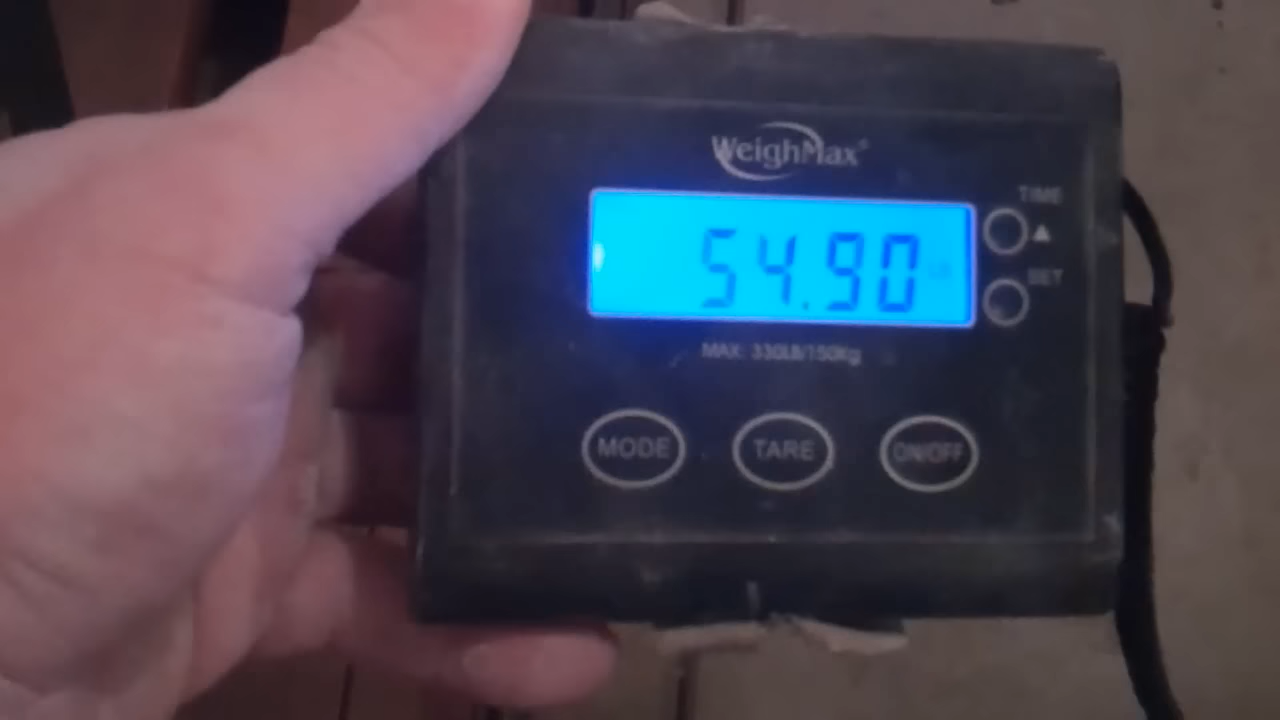 WeighMax®
TIME
54.90
SET
MAX: 330LB/150Kg
MODE TARE ON/OFF